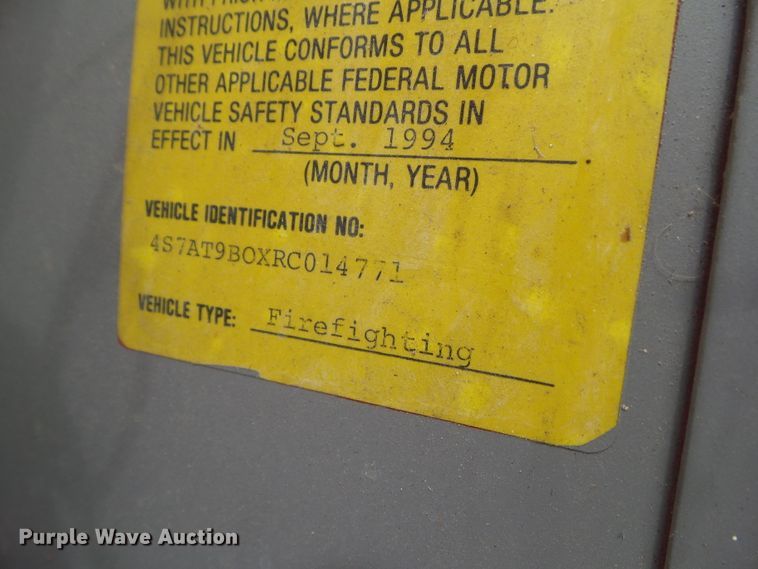 INSTRUCTIONS, WHERE APPLICABLE.
THIS VEHICLE CONFORMS TO ALL
OTHER APPLICABLE FEDERAL MOTOR
VEHICLE SAFETY STANDARDS IN
EFFECT IN Sept. 1994
(MONTH, YEAR)
VEHICLE IDENTIFICATION NO:
4S7AT9BOXRC014771
VEHICLE TYPE: Firefighting
Purple Wave Auction